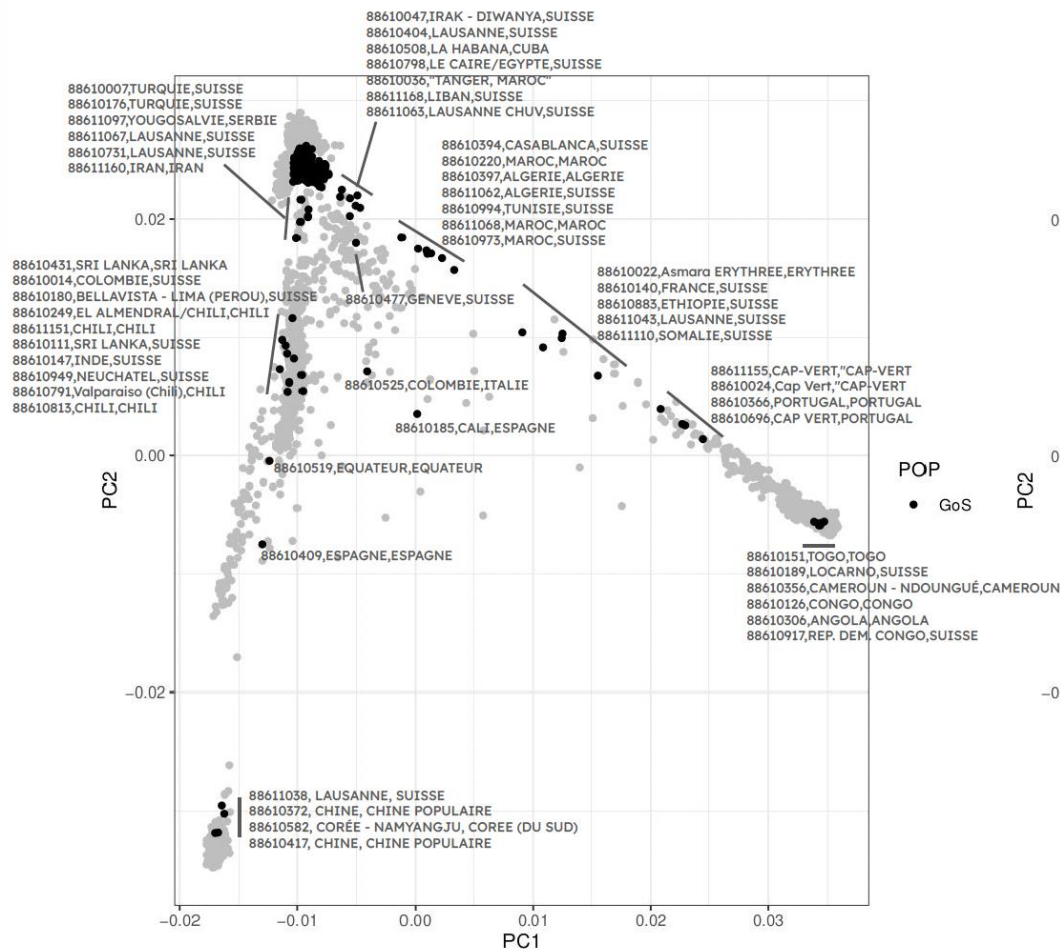 88610047,IRAK - DIWANYA,SUISSE
88610404,LAUSANNE,SUISSE
88610508,LA HABANA,CUBA
88610798,LE CAIRE/EGYPTE,SUISSE
88610036,"TANGER, MAROC"
88611168,LIBAN,SUISSE
88611063,LAUSANNE CHUV,SUISSE
88610007,TURQUIE,SUISSE
88610176,TURQUIE,SUISSE
88611097,YOUGOSALVIE,SERBIE
88611067,LAUSANNE,SUISSE
88610731,LAUSANNE,SUISSE
88611160,IRAN,IRAN
88610394,CASABLANCA,SUISSE
88610220,MAROC,MAROC
88610397,ALGERIE,ALGERIE
88611062,ALGERIE,SUISSE
88610994,TUNISIE,SUISSE
88611068,MAROC,MAROC
88610973,MAROC,SUISSE
88610431,SRI LANKA,SRI LANKA
88610014,COLOMBIE,SUISSE
88610180,BELLAVISTA - LIMA (PEROU),SUISSE
88610249,EL ALMENDRAL/CHILI,CHILI
88611151,CHILI,CHILI
88610111,SRI LANKA,SUISSE
88610147,INDE,SUISSE
88610949,NEUCHATEL,SUISSE
88610791,Valparaiso (Chili),CHILI
88610813,CHILI,CHILI
88610477,GENEVE,SUISSE
88610022,Asmara ERYTHREE,ERYTHREE
88610140,FRANCE,SUISSE
88610883,ETHIOPIE,SUISSE
88611043,LAUSANNE,SUISSE
88611110,SOMALIE,SUISSE
88610525,COLOMBIE,ITALIE
88610185,CALI,ESPAGNE
88611155,CAP-VERT,"CAP-VERT
88610024,Cap Vert,"CAP-VERT
88610366,PORTUGAL,PORTUGAL
88610696,CAP VERT,PORTUGAL
88610519,EQUATEUR,EQUATEUR
88610409,ESPAGNE,ESPAGNE
88610151,TOGO,TOGO
88610189,LOCARNO,SUISSE
88610356,CAMEROUN - NDOUNGUÉ,CAMEROUN
88610126,CONGO,CONGO
88610306,ANGOLA,ANGOLA
88610917,REP. DEM. CONGO,SUISSE
88611038, LAUSANNE, SUISSE
88610372, CHINE, CHINE POPULAIRE
88610582, CORÉE - NAMYANGJU, COREE (DU SUD)
88610417, CHINE, CHINE POPULAIRE
0.02
0.00
−0.02
PC2
−0.02
−0.01
0.00
0.01
0.02
0.03
PC1
POP
GoS
PC2
0
0
−0